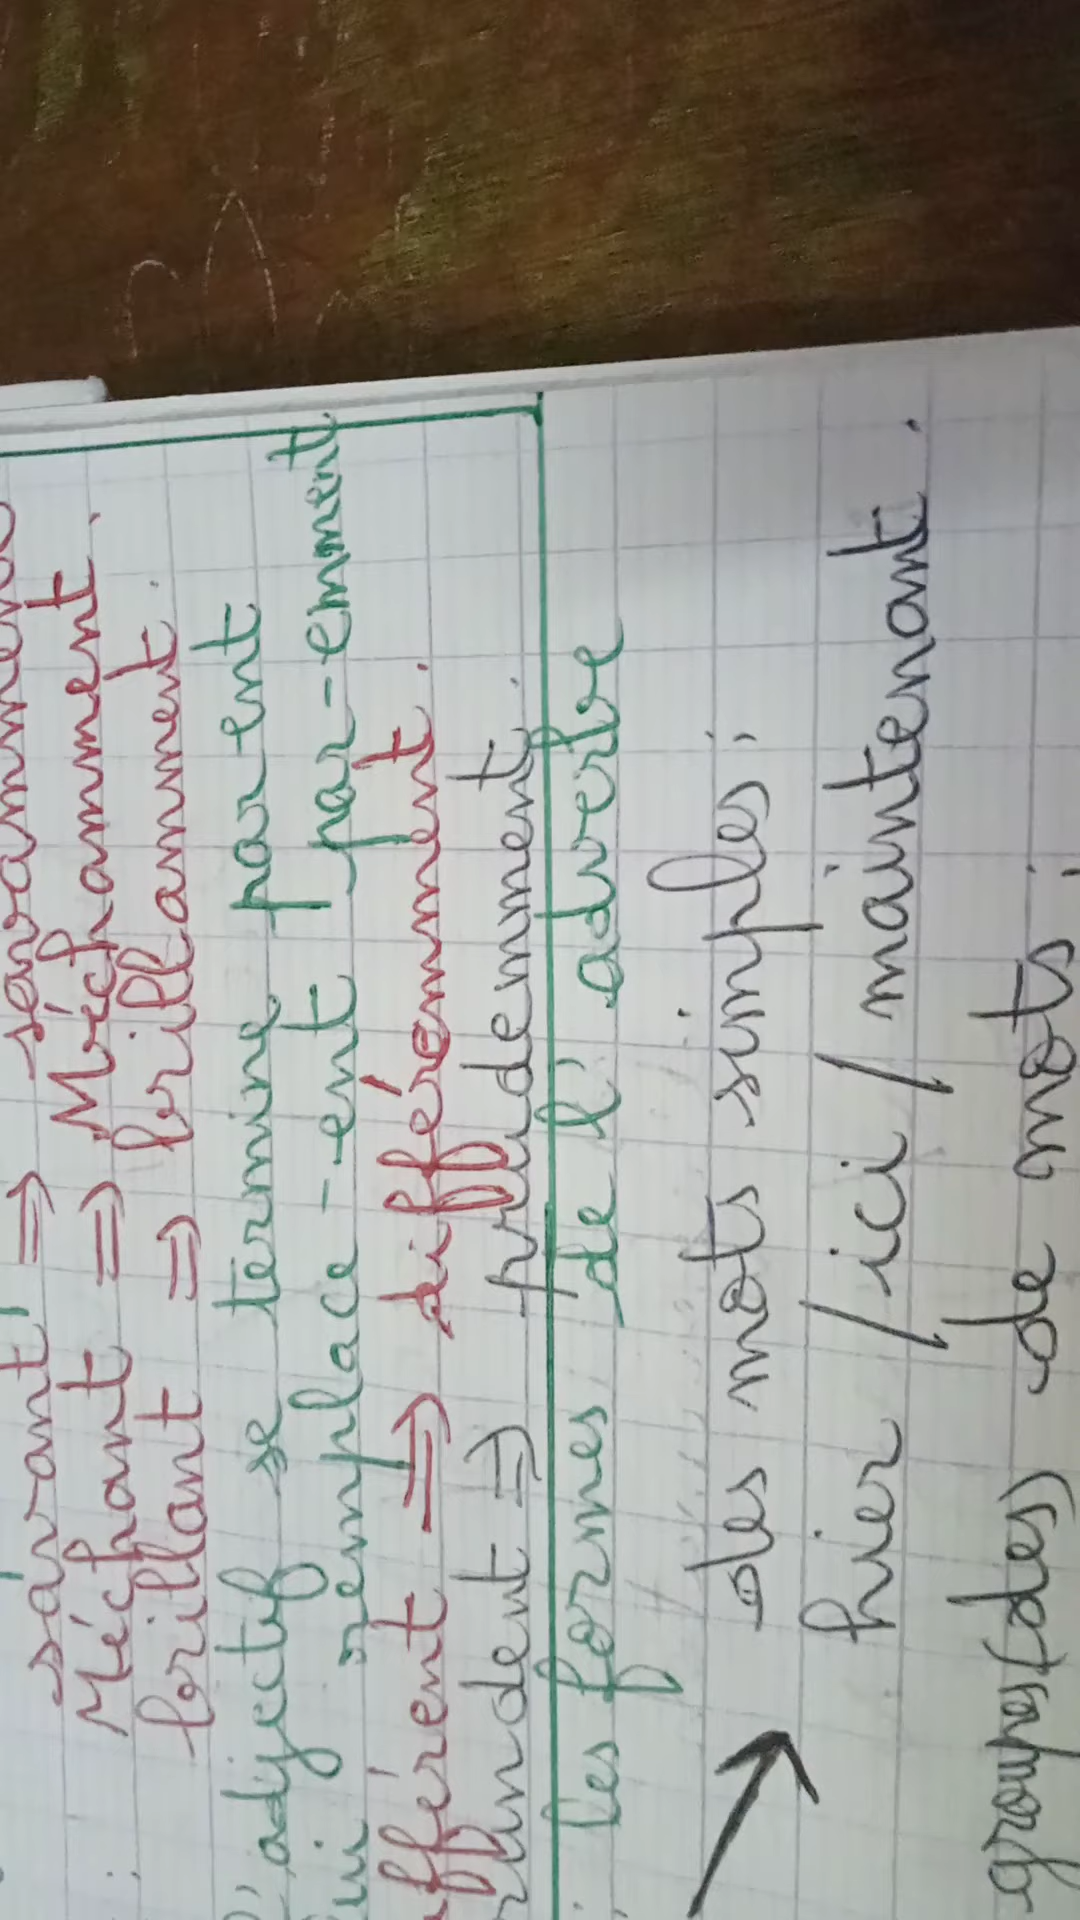 savant ⇒ savamment
Méchant ⇒ Méchamment.
brillant ⇒ brillamment.
l'adjectif se termine par ent
remplace - ent par - emment
différent ⇒ différemment.
prudent ⇒ prudemment.
les formes de l'adverbe
des mots simples:
hier / ici / maintenant.
groupes (des) de mots: